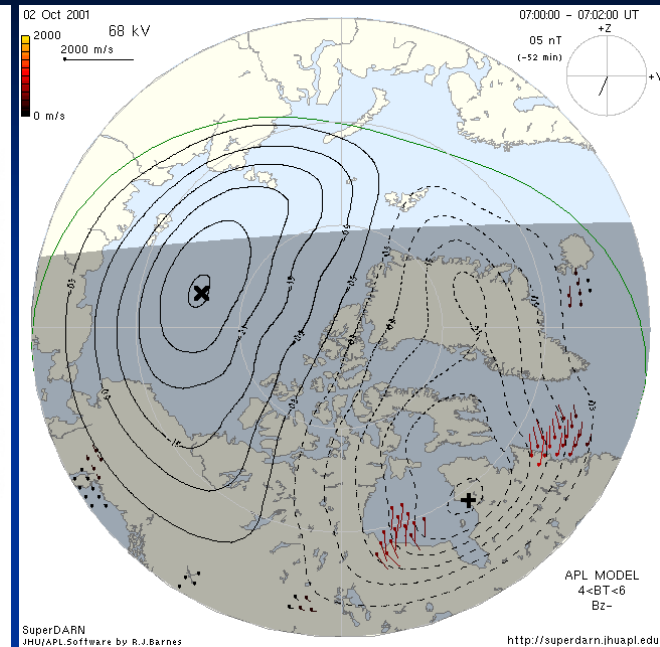 02 Oct 2001
68 kV
07:00:00 - 07:02:00 UT
2000
2000 m/s
0 m/s
05 nT
(-52 min)
+Z
+Y
APL MODEL
4<BT<6
Bz-
SuperDARN
JHU/APL Software by R.J.Barnes
http://superdarn.jhuapl.edu